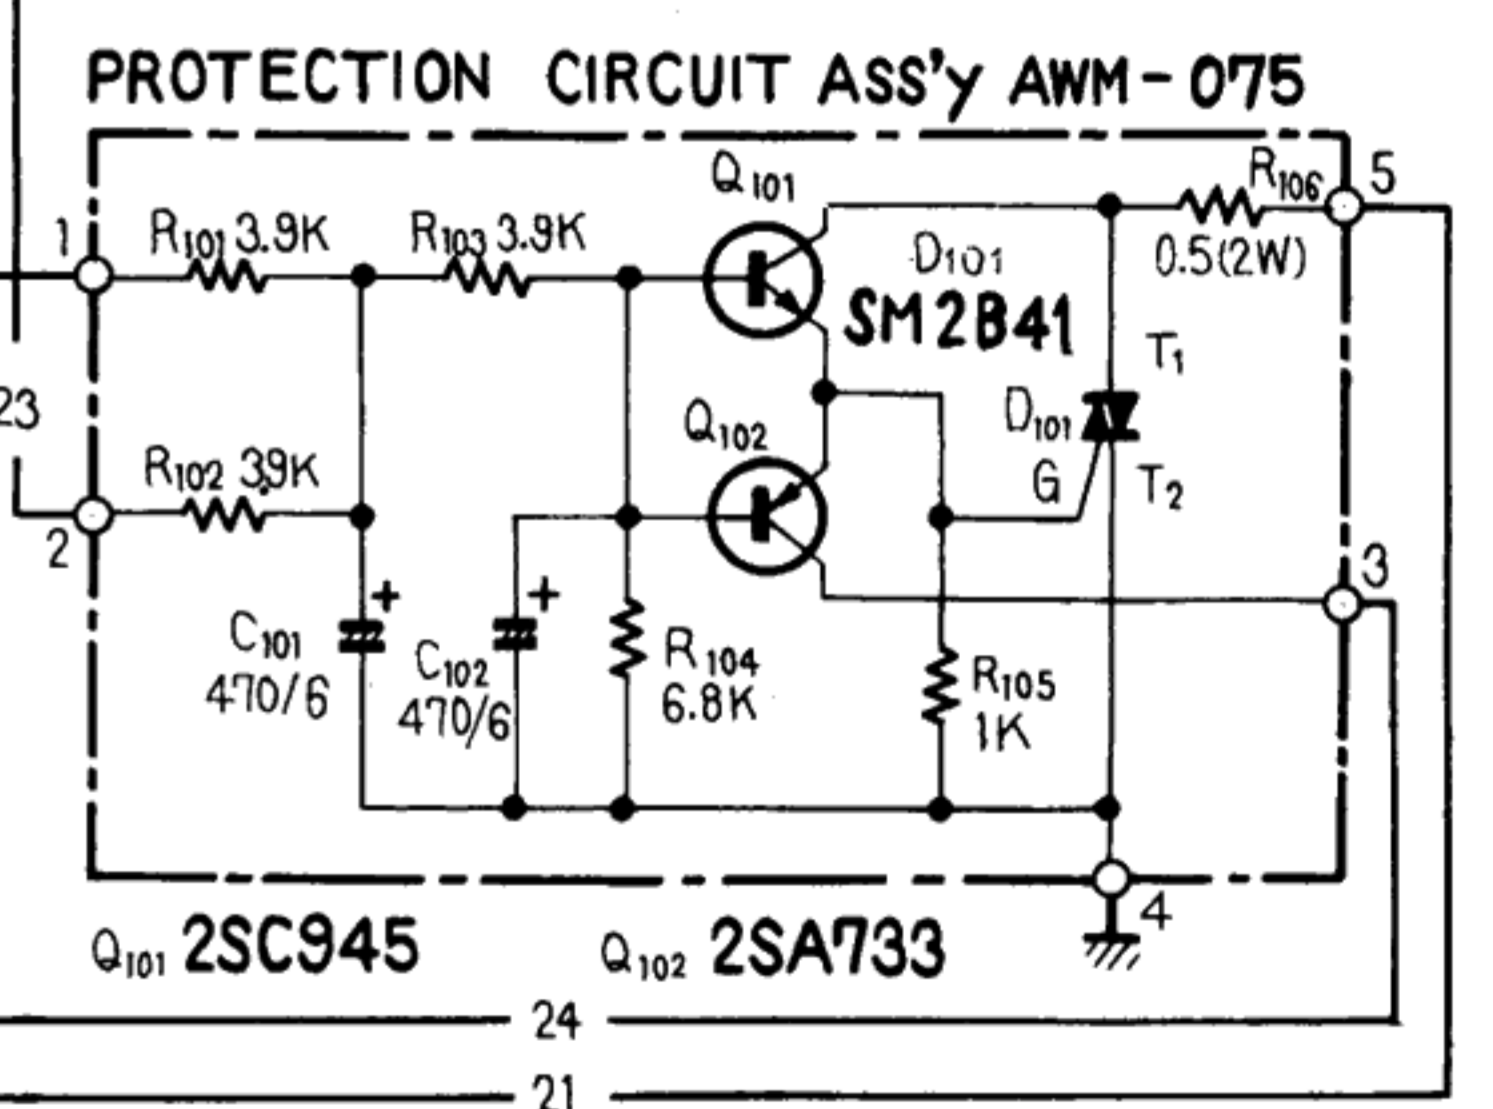 PROTECTION CIRCUIT ASS'Y AWM-075
Q101
R106
5
1
R101 3.9K
R103 3.9K
D101
0.5(2W)
SM2B41
T1
23
D101
Q102
R102 3.9K
G
T2
2
3
+
+
C101
470/6
C102
470/6
R104
6.8K
R105
1K
4
Q101 2SC945
Q102 2SA733
24
21